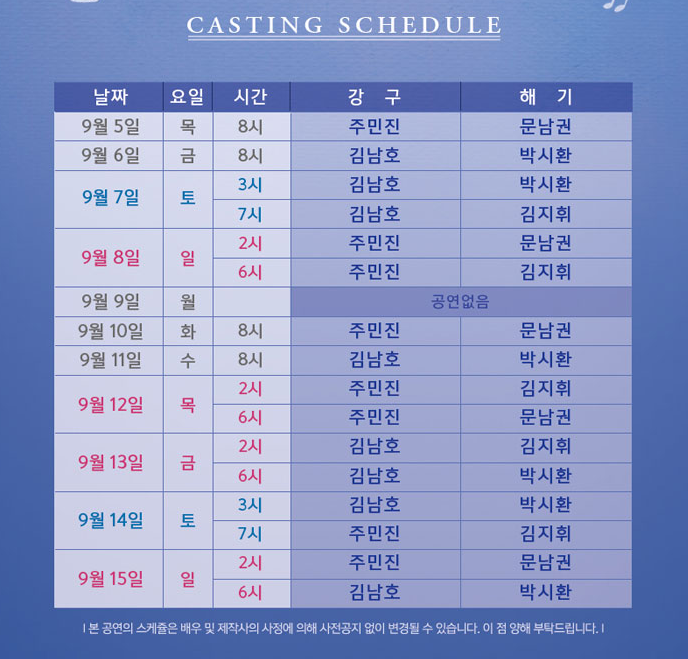 CASTING SCHEDULE
날짜 요일 시간 강 구 해 기
9월 5일 목 8시 주민진 문남권
9월 6일 금 8시 김남호 박시환
9월 7일 토 3시 김남호 박시환
7시 김남호 김지휘
9월 8일 일 2시 주민진 문남권
6시 주민진 김지휘
9월 9일 월 공연없음
9월 10일 화 8시 주민진 문남권
9월 11일 수 8시 김남호 박시환
9월 12일 목 2시 주민진 김지휘
6시 주민진 문남권
9월 13일 금 2시 김남호 김지휘
6시 김남호 박시환
9월 14일 토 3시 김남호 박시환
7시 주민진 김지휘
9월 15일 일 2시 주민진 문남권
6시 김남호 박시환
| 본 공연의 스케쥴은 배우 및 제작사의 사정에 의해 사전공지 없이 변경될 수 있습니다. 이 점 양해 부탁드립니다. |